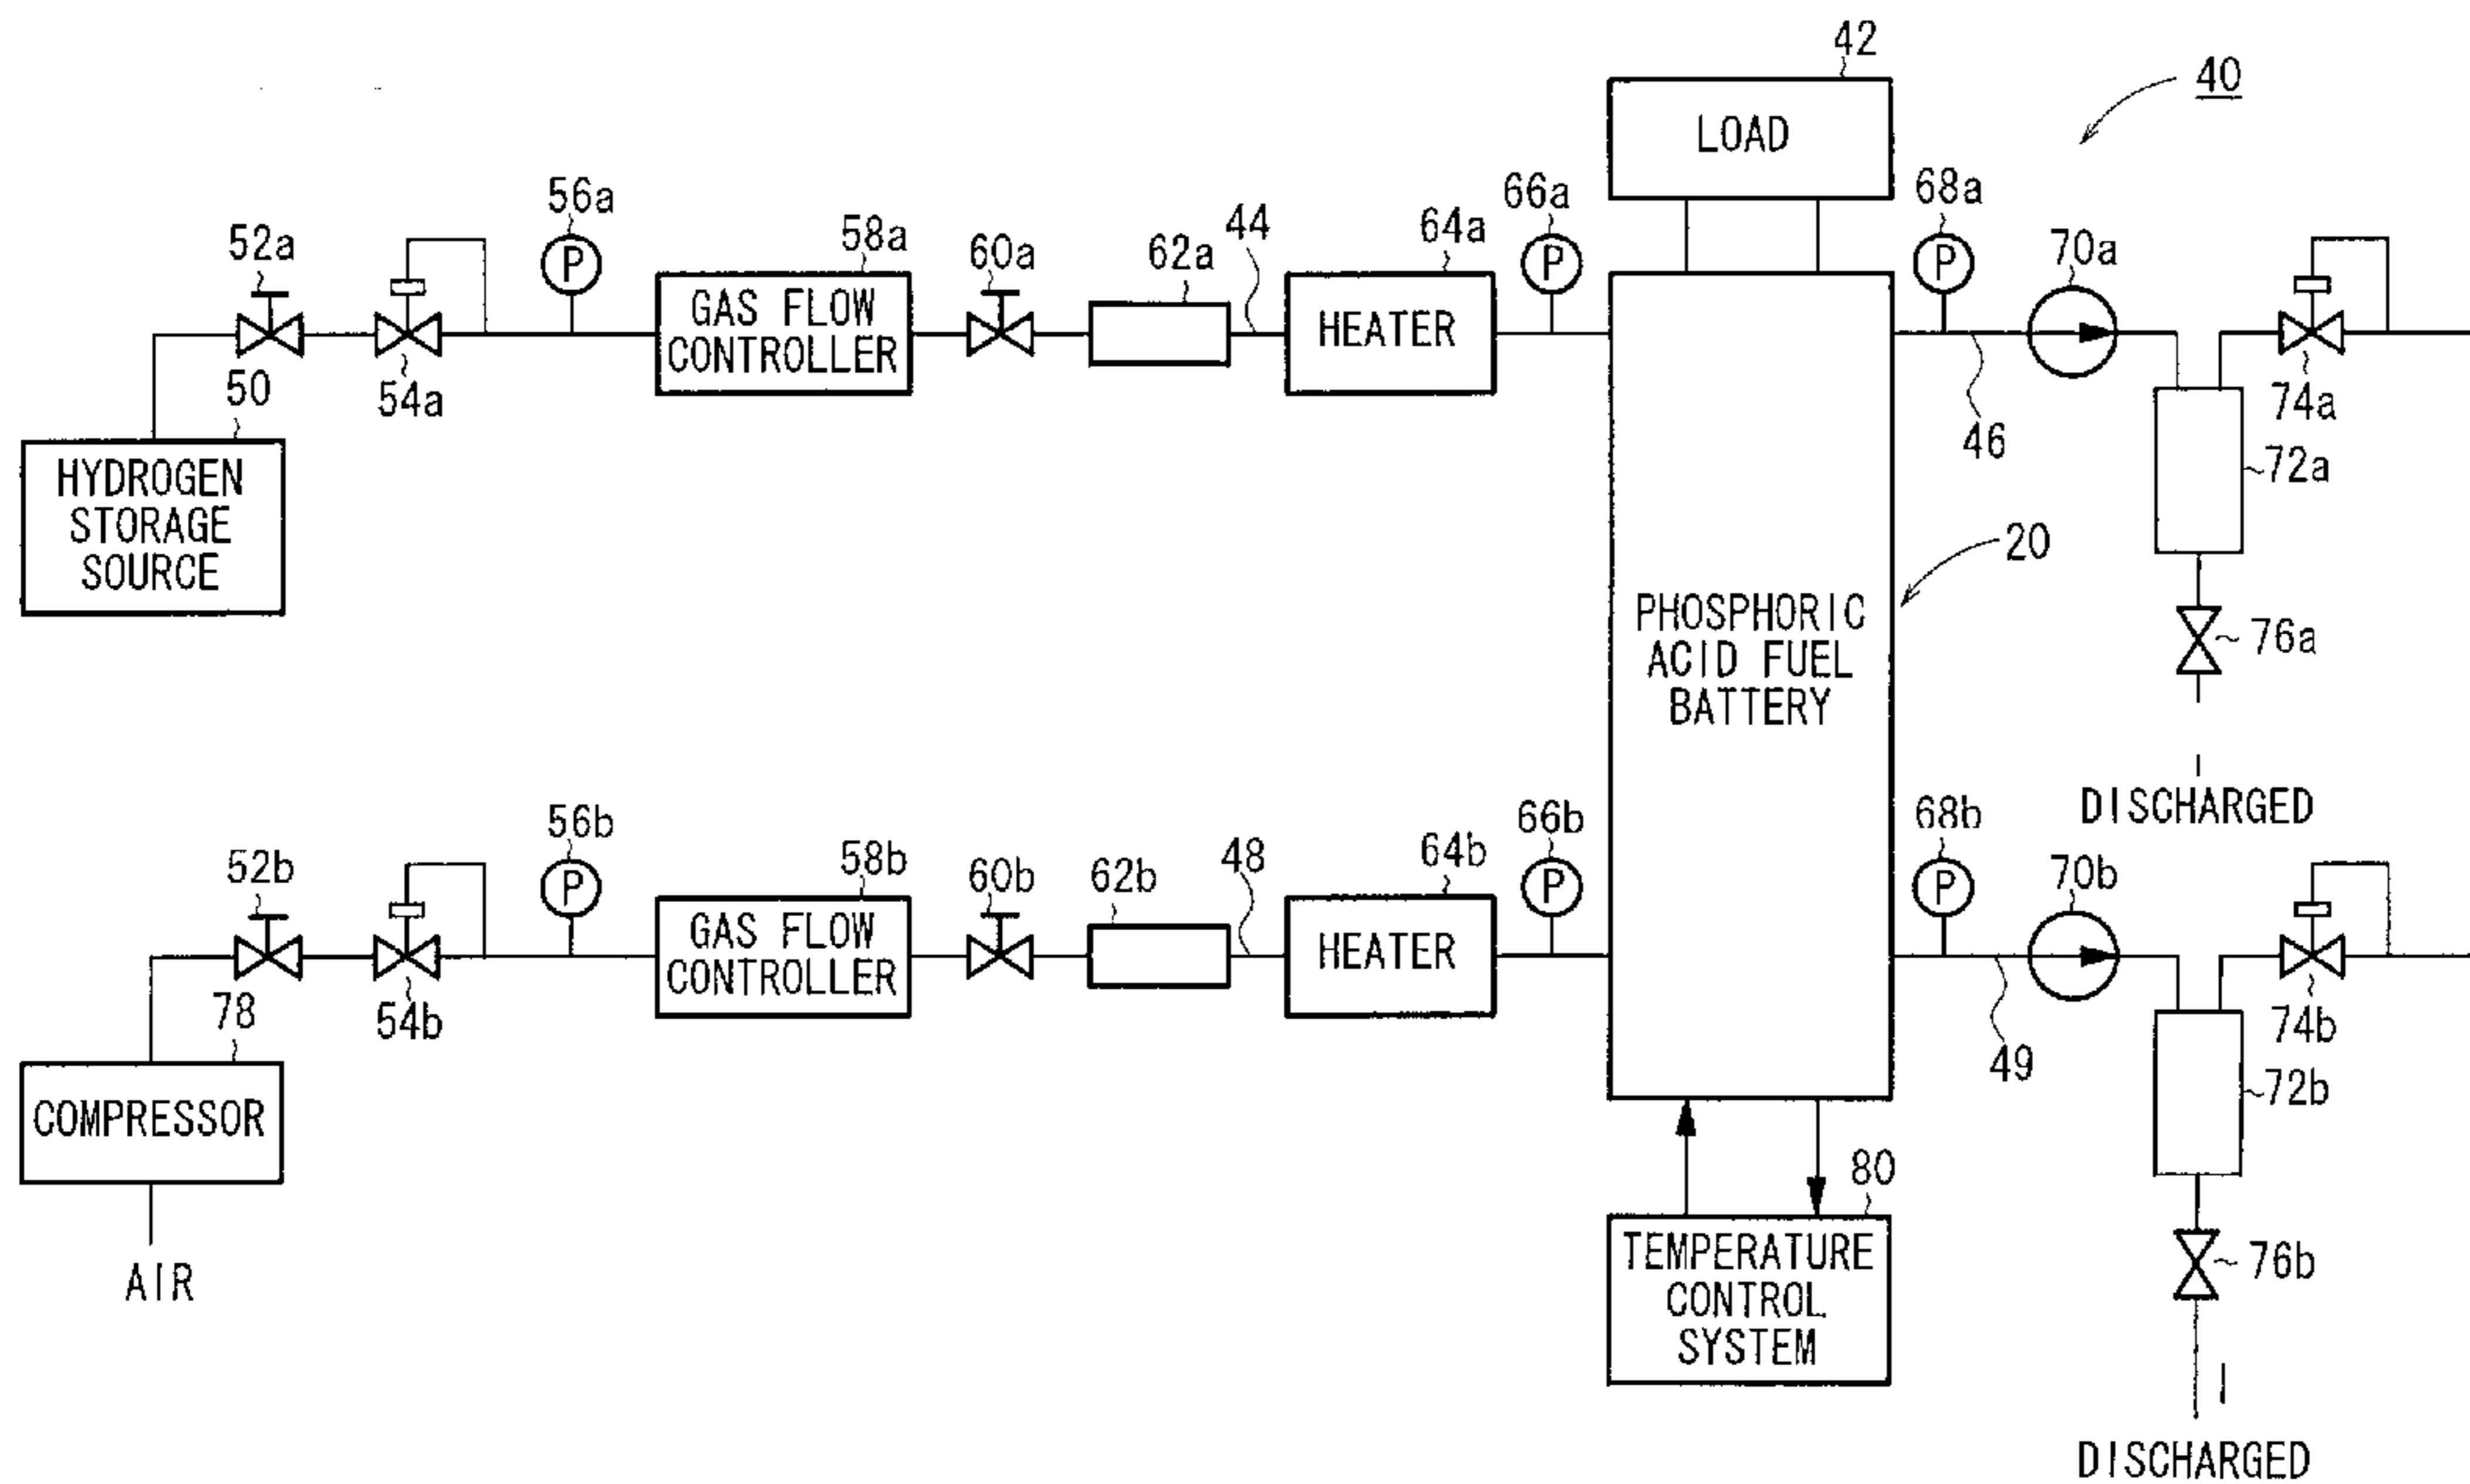 42
40
LOAD
56a
66a
68a
52a
58a
60a
62a
44
64a
70a
P
P
P
GAS FLOW
CONTROLLER
HEATER
50
54a
74a
46
HYDROGEN
STORAGE
SOURCE
72a
20
PHOSPHORIC
ACID FUEL
BATTERY
76a
DISCHARGED
56b
66b
68b
52b
58b
60b
62b
48
64b
70b
P
P
P
GAS FLOW
CONTROLLER
HEATER
78
54b
74b
49
72b
COMPRESSOR
80
TEMPERATURE
CONTROL
SYSTEM
AIR
76b
DISCHARGED